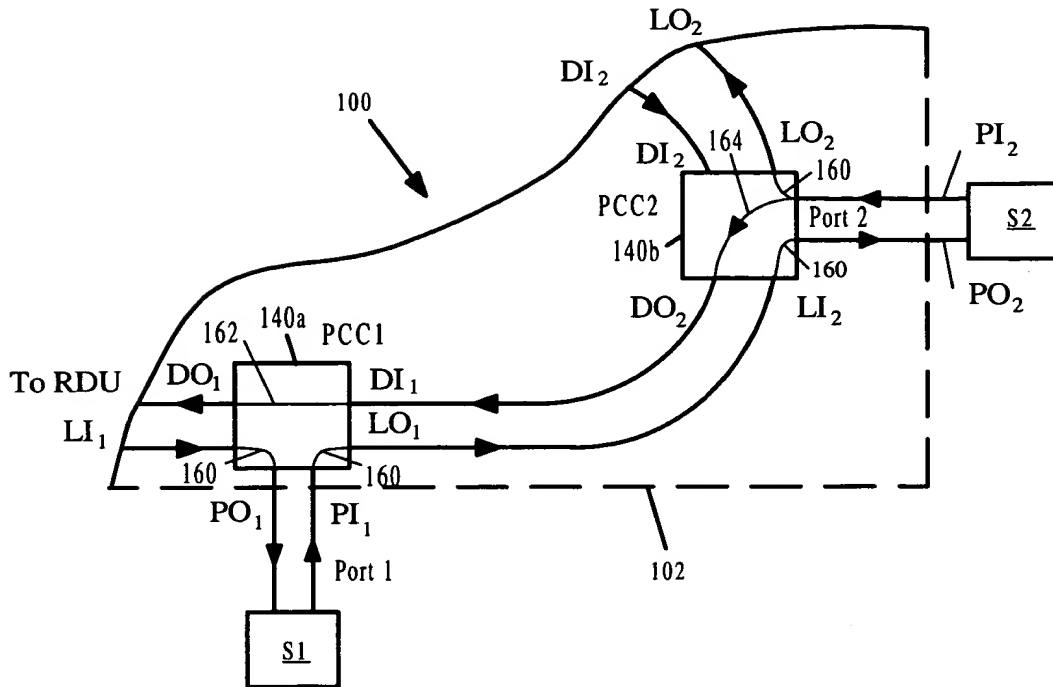 LO₂
DI₂
100
164
LO₂
160
PI₂
DI₂
PCC2
Port 2
S2
140b
160
DO₂
LI₂
PO₂
162
140a
PCC1
To RDU
DO₁
DI₁
LI₁
LO₁
160
160
PO₁
PI₁
102
Port 1
S1